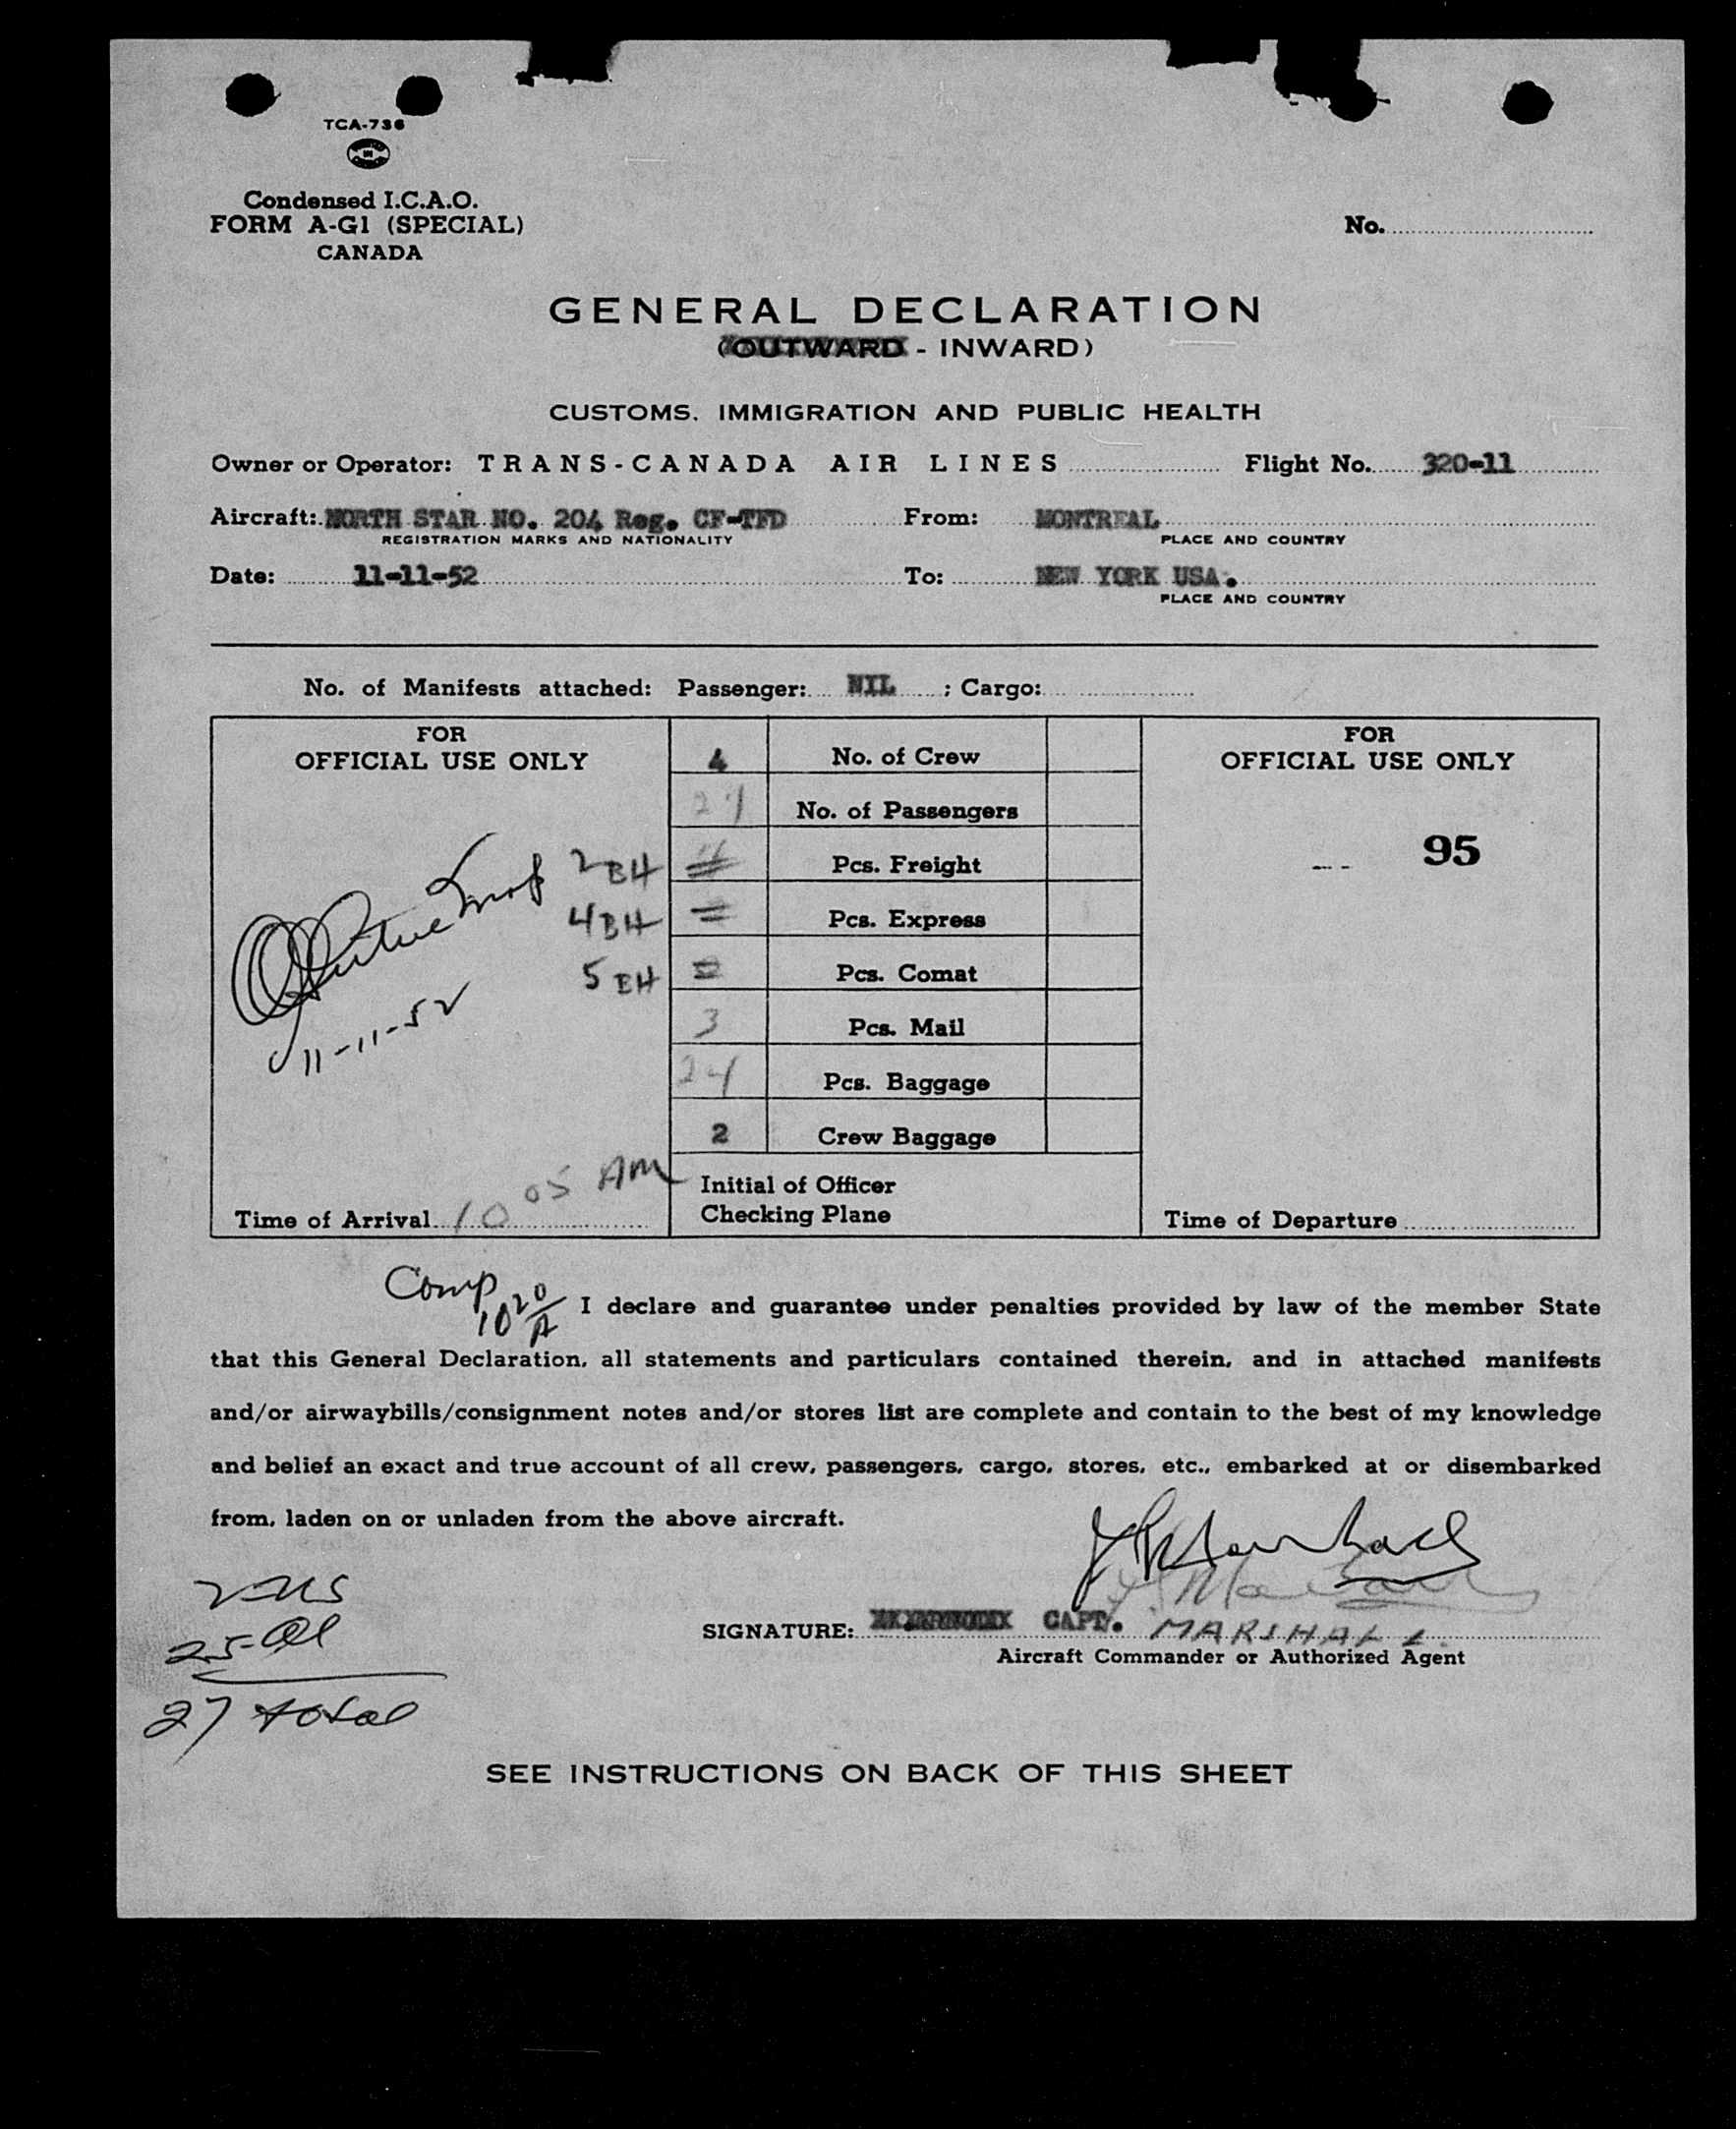 TCA-736
Condensed I.C.A.O.
FORM A-G1 (SPECIAL)
CANADA
No.
GENERAL DECLARATION
(OUTWARD - INWARD)
CUSTOMS, IMMIGRATION AND PUBLIC HEALTH
Owner or Operator: TRANS-CANADA AIR LINES Flight No. 320-11
Aircraft: NORTH STAR NO. 204 Reg. CF-TFD From: MONTREAL
REGISTRATION MARKS AND NATIONALITY PLACE AND COUNTRY
Date: 11-11-52 To: NEW YORK USA.
PLACE AND COUNTRY
No. of Manifests attached: Passenger: NIL ; Cargo:
FOR
OFFICIAL USE ONLY
4 No. of Crew
27 No. of Passengers
2 BH Pcs. Freight
4 BH Pcs. Express
5 BH Pcs. Comat
3 Pcs. Mail
24 Pcs. Baggage
2 Crew Baggage
11-11-52
Time of Arrival 10 05 AM
Initial of Officer
Checking Plane
FOR
OFFICIAL USE ONLY
95
Time of Departure
Comp
10 20/A
I declare and guarantee under penalties provided by law of the member State
that this General Declaration, all statements and particulars contained therein, and in attached manifests
and/or airwaybills/consignment notes and/or stores list are complete and contain to the best of my knowledge
and belief an exact and true account of all crew, passengers, cargo, stores, etc., embarked at or disembarked
from, laden on or unladen from the above aircraft.
2-US
25-Al
27 total
SIGNATURE: CAPT. MARSHALL.
Aircraft Commander or Authorized Agent
SEE INSTRUCTIONS ON BACK OF THIS SHEET